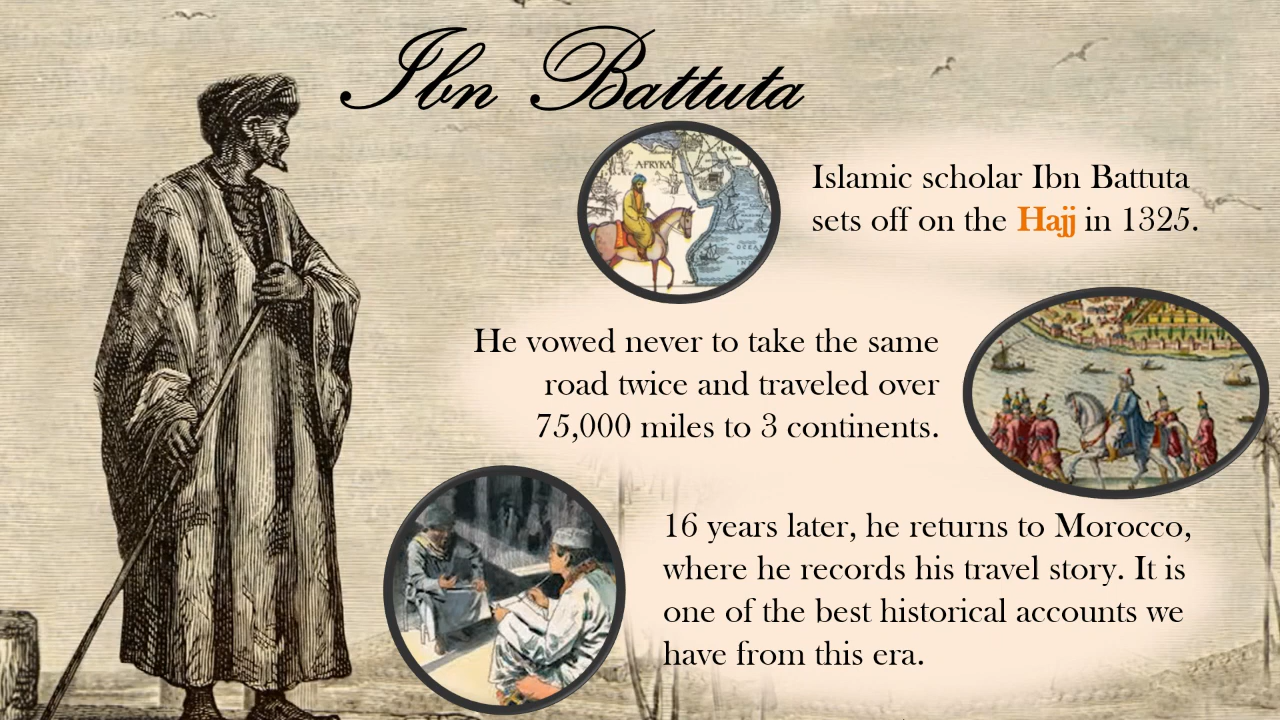 Ibn Battuta
AFRYKA
Islamic scholar Ibn Battuta
sets off on the Hajj in 1325.
He vowed never to take the same
road twice and traveled over
75,000 miles to 3 continents.
16 years later, he returns to Morocco,
where he records his travel story. It is
one of the best historical accounts we
have from this era.